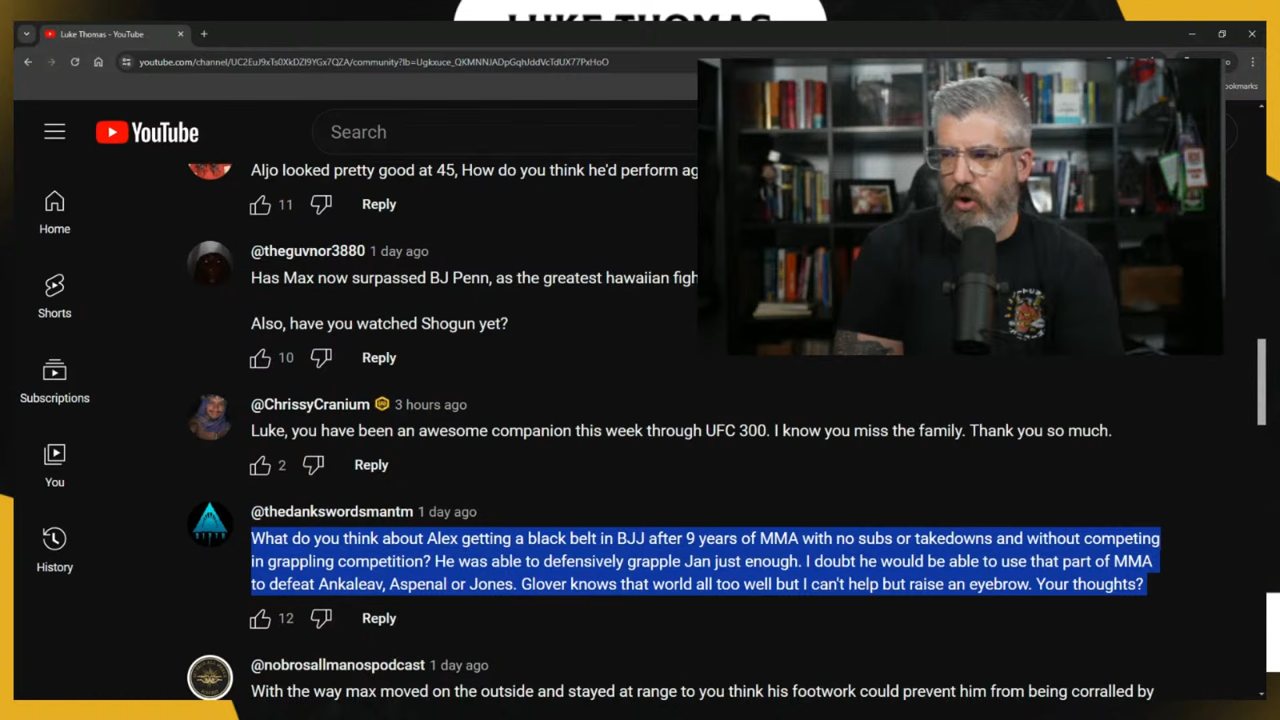 LUKE THOMAS
Luke Thomas - YouTube
youtube.com/channel/UC2EuJ9xTs0XkDZl9YGx7QZA/community?lb=Ugkxuce_QKMNNJADpGqhJddVcTdUX77PxHoO
ookmarks
YouTube
Search
Home
Shorts
Subscriptions
You
History
Aljo looked pretty good at 45, How do you think he'd perform ag
11 Reply
@theguvnor3880 1 day ago
Has Max now surpassed BJ Penn, as the greatest hawaiian figh
Also, have you watched Shogun yet?
10 Reply
@ChrissyCranium 3 hours ago
Luke, you have been an awesome companion this week through UFC 300. I know you miss the family. Thank you so much.
2 Reply
@thedankswordsmantm 1 day ago
What do you think about Alex getting a black belt in BJJ after 9 years of MMA with no subs or takedowns and without competing
in grappling competition? He was able to defensively grapple Jan just enough. I doubt he would be able to use that part of MMA
to defeat Ankaleav, Aspenal or Jones. Glover knows that world all too well but I can't help but raise an eyebrow. Your thoughts?
12 Reply
@nobrosallmanospodcast 1 day ago
With the way max moved on the outside and stayed at range to you think his footwork could prevent him from being corralled by